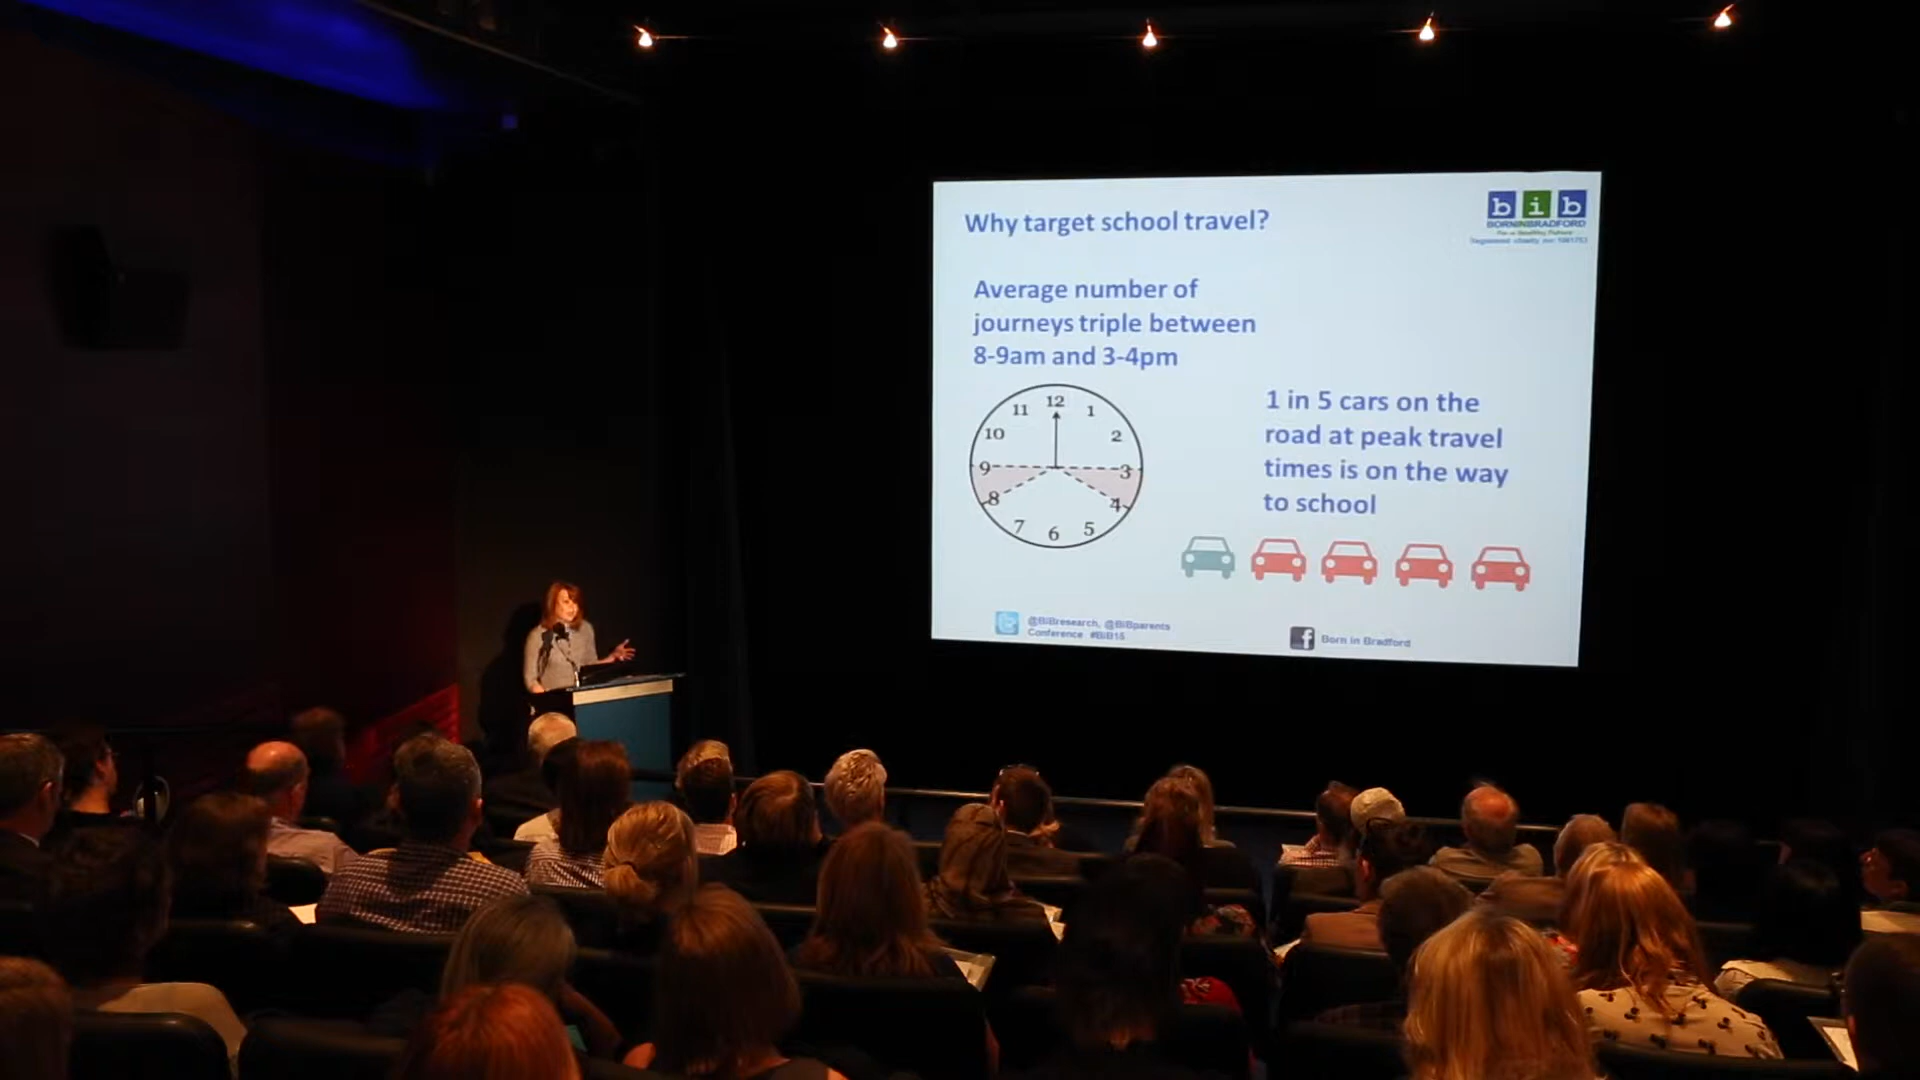 Why target school travel?
bib
BORNINBRADFORD
Average number of
journeys triple between
8-9am and 3-4pm
12
11
1
10
2
9
3
8
4
7
5
6
1 in 5 cars on the
road at peak travel
times is on the way
to school
@BiBresearch, @BiBparents
Conference #BiB15
f
Born in Bradford